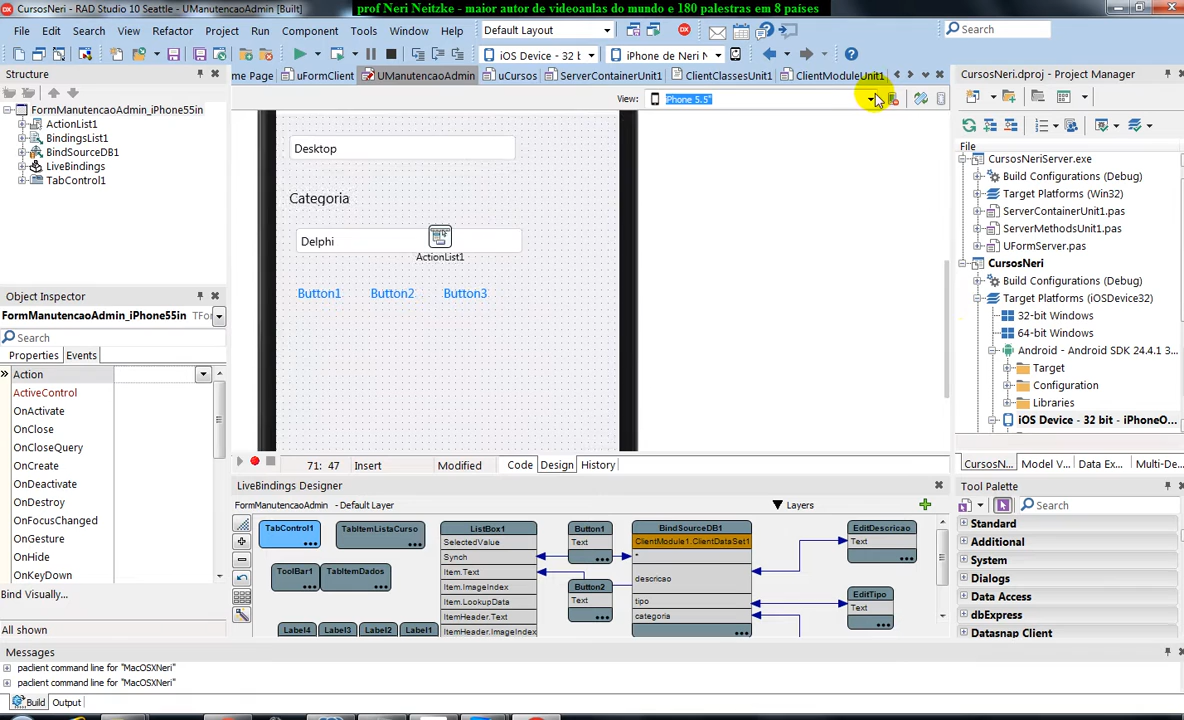 CursosNeri - RAD Studio 10 Seattle - UManutencaoAdmin [Built]
prof Neri Neitzke - maior autor de videoaulas do mundo e 180 palestras em 8 países
File Edit Search View Refactor Project Run Component Tools Window Help
Default Layout
Search
iOS Device - 32 b
iPhone de Neri N
Structure
me Page
uFormClient
UManutencaoAdmin
uCursos
ServerContainerUnit1
ClientClassesUnit1
ClientModuleUnit1
CursosNeri.dproj - Project Manager
View:
iPhone 5.5"
FormManutencaoAdmin_iPhone55in
ActionList1
BindingsList1
BindSourceDB1
LiveBindings
TabControl1
Desktop
Categoria
Delphi
ActionList1
Button1
Button2
Button3
File
CursosNeriServer.exe
Build Configurations (Debug)
Target Platforms (Win32)
ServerContainerUnit1.pas
ServerMethodsUnit1.pas
UFormServer.pas
CursosNeri
Build Configurations (Debug)
Target Platforms (iOSDevice32)
32-bit Windows
64-bit Windows
Android - Android SDK 24.4.1 3...
Target
Configuration
Libraries
iOS Device - 32 bit - iPhoneO...
Object Inspector
FormManutencaoAdmin_iPhone55in
TFor
Search
Properties
Events
Action
ActiveControl
OnActivate
OnClose
OnCloseQuery
OnCreate
OnDeactivate
OnDestroy
OnFocusChanged
OnGesture
OnHide
OnKeyDown
Bind Visually...
All shown
71: 47
Insert
Modified
Code
Design
History
CursosN...
Model V...
Data Ex...
Multi-De...
LiveBindings Designer
FormManutencaoAdmin - Default Layer
Layers
TabControl1
TabItemListaCurso
ToolBar1
TabItemDados
Label4
Label3
Label2
Label1
ListBox1
SelectedValue
Synch
Item.Text
Item.ImageIndex
Item.LookupData
ItemHeader.Text
ItemHeader.ImageIndex
Button1
Text
Button2
Text
BindSourceDB1
ClientModule1.ClientDataSet1
*
descricao
tipo
categoria
EditDescricao
Text
EditTipo
Text
Tool Palette
Search
Standard
Additional
System
Dialogs
Data Access
dbExpress
Datasnap Client
Messages
paclient command line for "MacOSXNeri"
paclient command line for "MacOSXNeri"
Build
Output